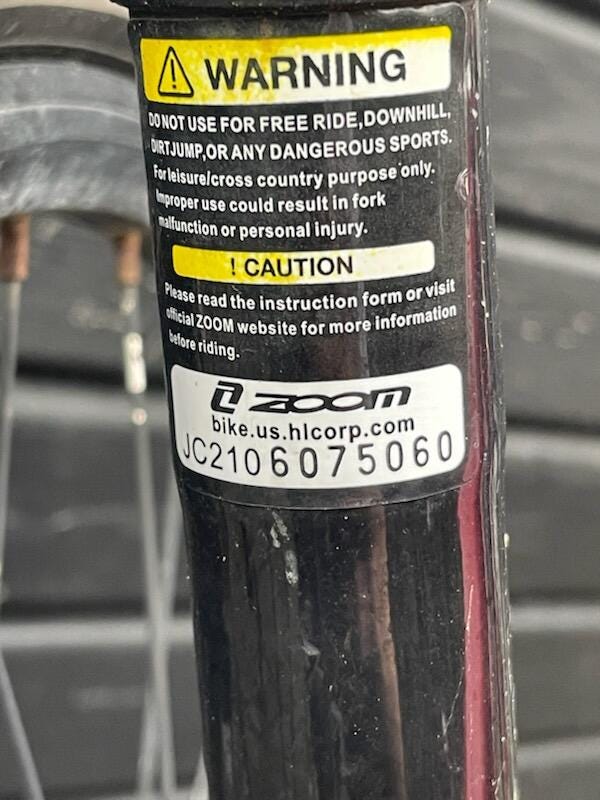 WARNING
DO NOT USE FOR FREE RIDE,DOWNHILL,
DIRTJUMP,OR ANY DANGEROUS SPORTS.
For leisure/cross country purpose only.
Improper use could result in fork
malfunction or personal injury.
! CAUTION
Please read the instruction form or visit
official ZOOM website for more information
before riding.
ZOOM
bike.us.hlcorp.com
JC2106075060